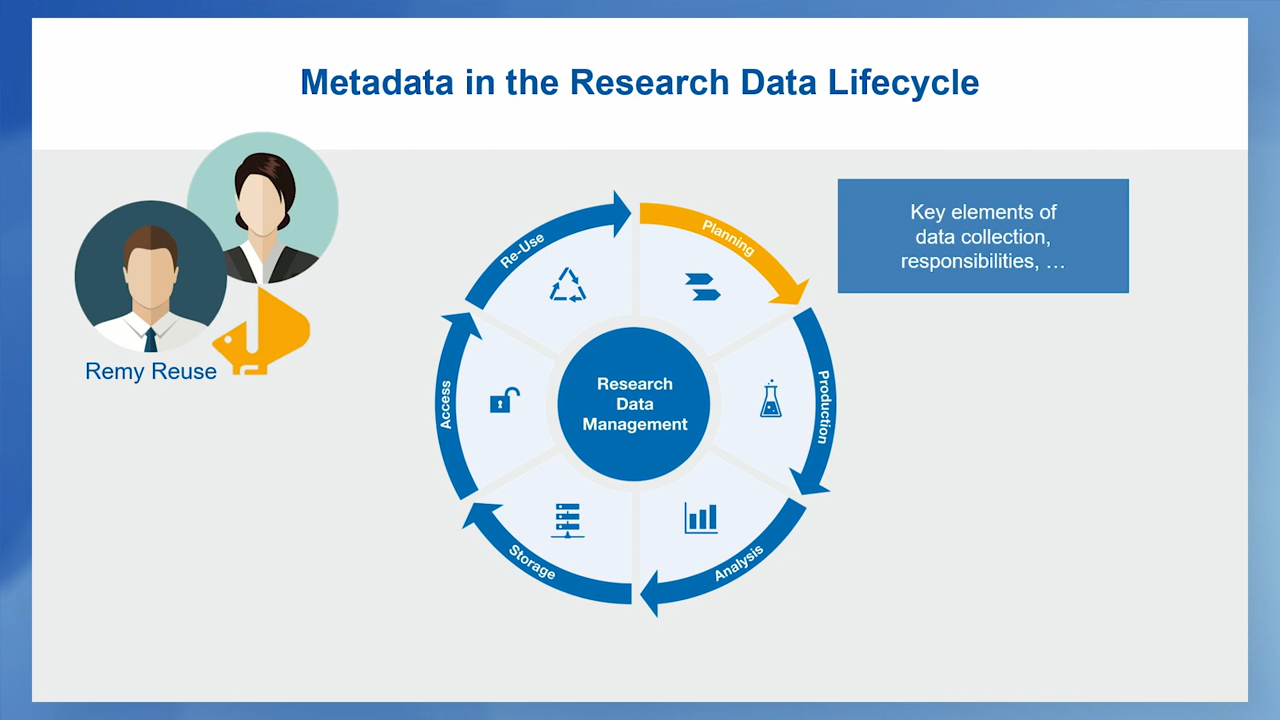 Metadata in the Research Data Lifecycle
Remy Reuse
Re-Use
Planning
Access
Production
Storage
Analysis
Research
Data
Management
Key elements of
data collection,
responsibilities, …